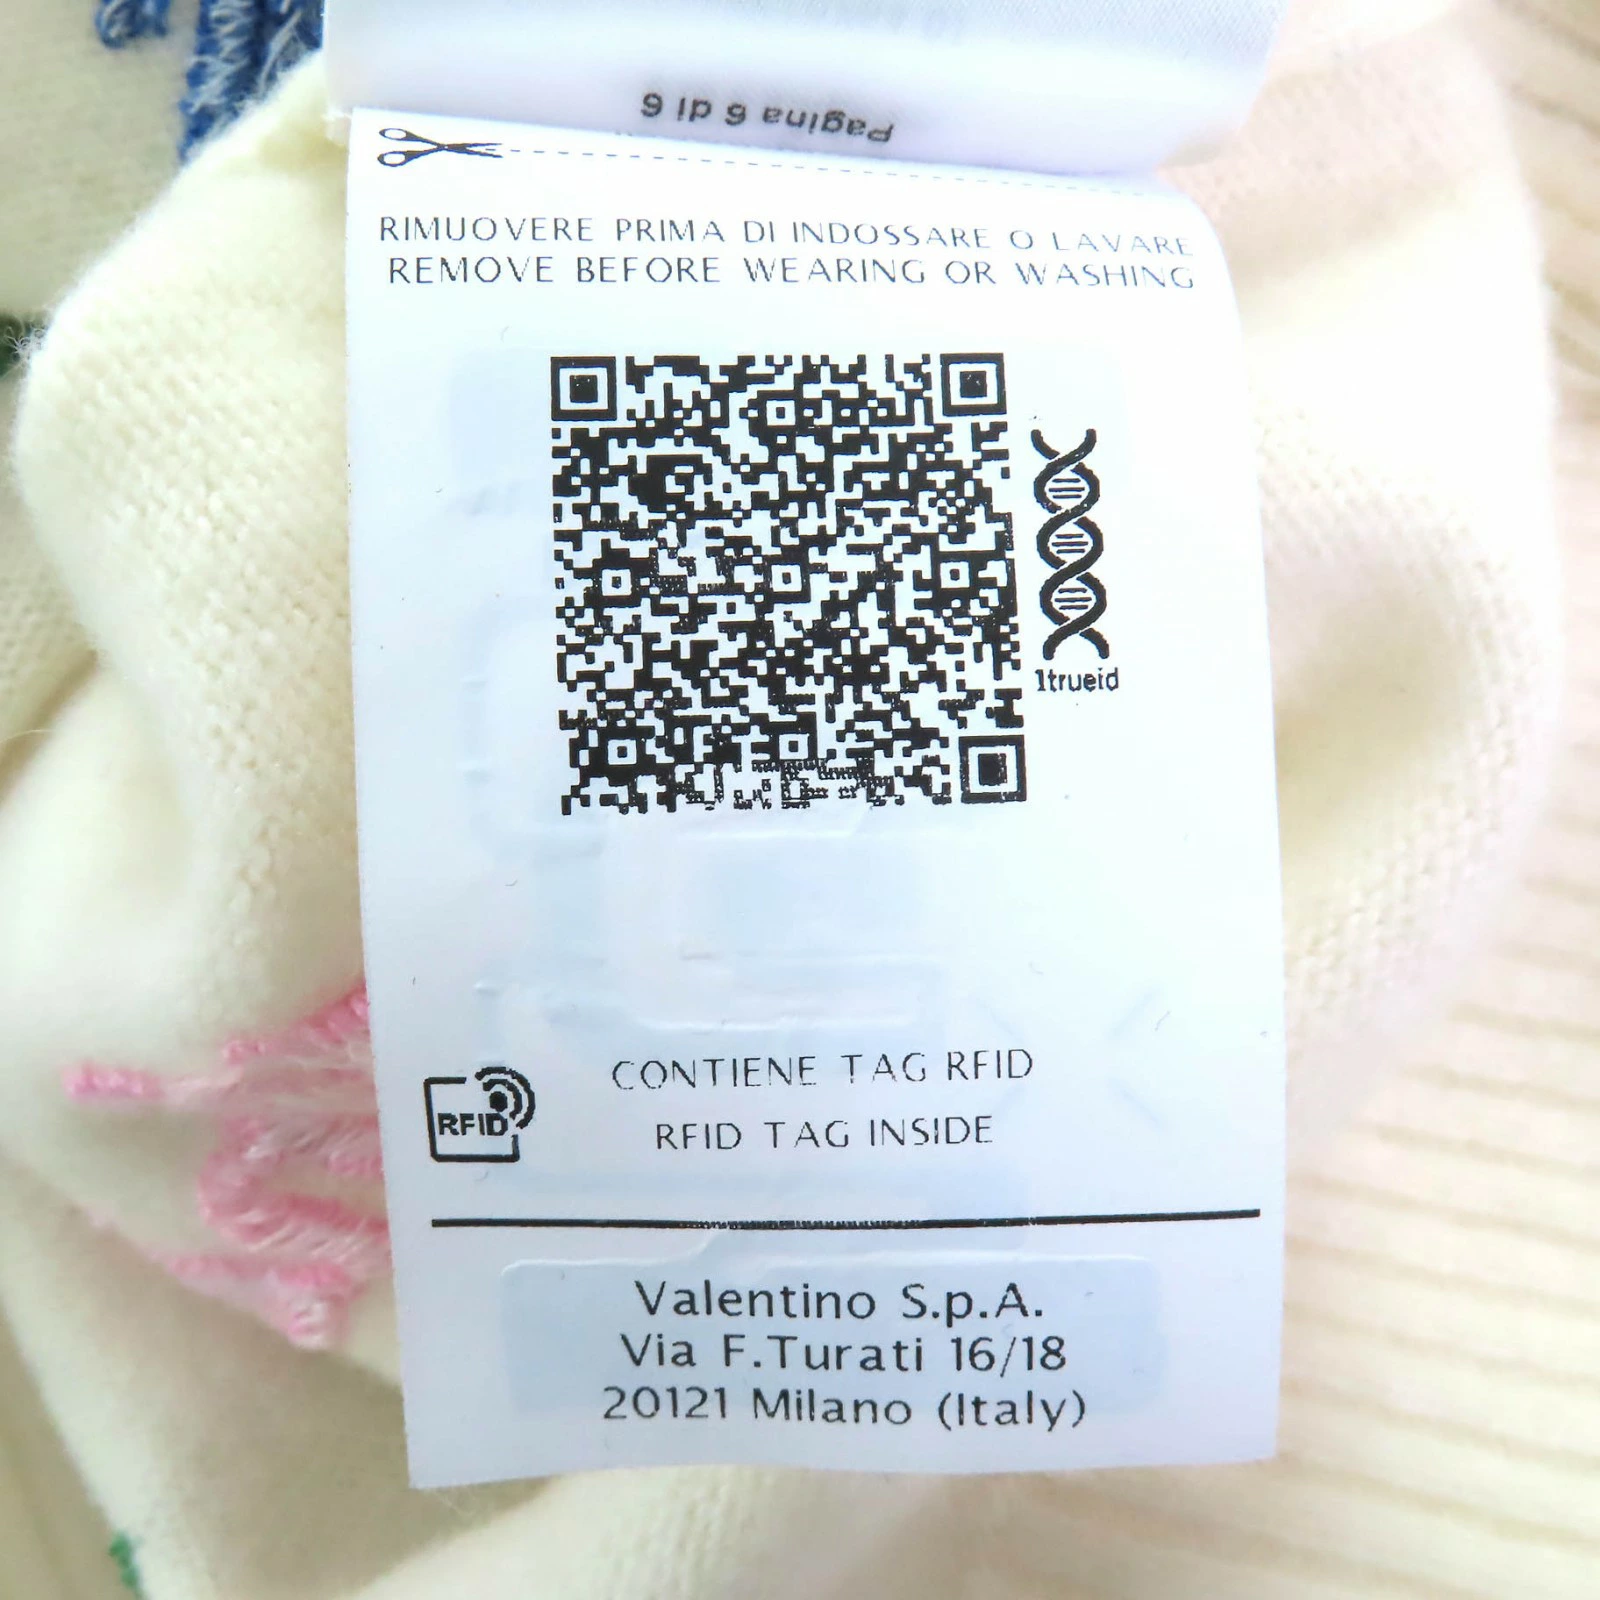 Pagina 6 di 6
RIMUOVERE PRIMA DI INDOSSARE O LAVARE
REMOVE BEFORE WEARING OR WASHING
1trueid
CONTIENE TAG RFID
RFID
RFID TAG INSIDE
Valentino S.p.A.
Via F.Turati 16/18
20121 Milano (Italy)